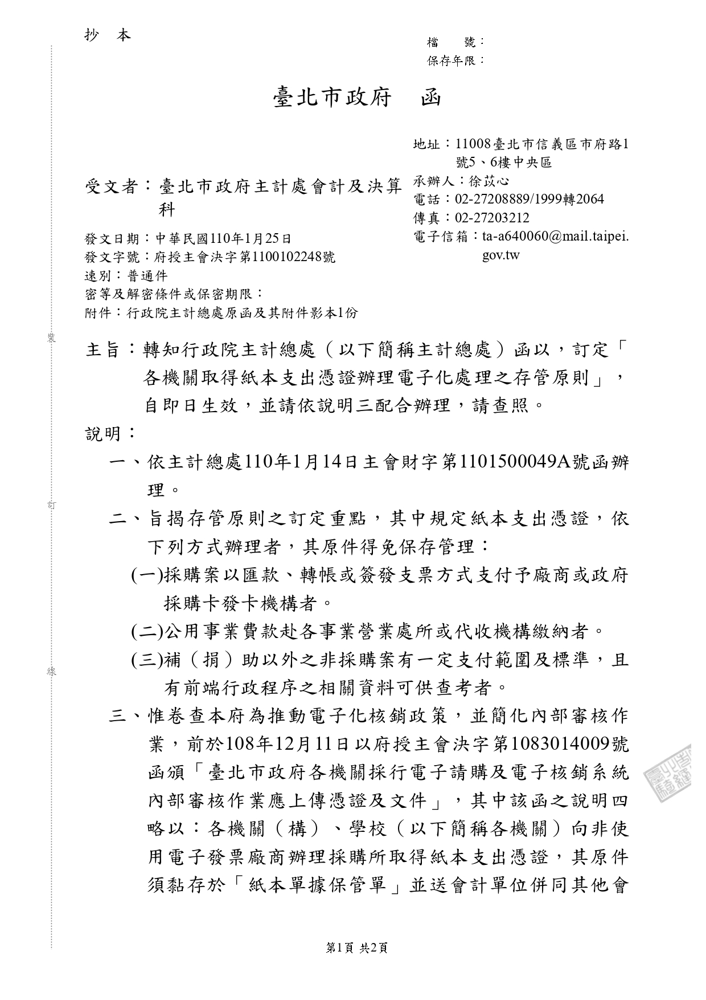 抄　本
檔　　號：
保存年限：
臺北市政府　函
地址：11008臺北市信義區市府路1
號5、6樓中央區
承辦人：徐苡心
電話：02-27208889/1999轉2064
傳真：02-27203212
電子信箱：ta-a640060@mail.taipei.
gov.tw
受文者：臺北市政府主計處會計及決算
科
發文日期：中華民國110年1月25日
發文字號：府授主會決字第1100102248號
速別：普通件
密等及解密條件或保密期限：
附件：行政院主計總處原函及其附件影本1份
主旨：轉知行政院主計總處（以下簡稱主計總處）函以，訂定「
各機關取得紙本支出憑證辦理電子化處理之存管原則」，
自即日生效，並請依說明三配合辦理，請查照。
說明：
一、依主計總處110年1月14日主會財字第1101500049A號函辦
理。
二、旨揭存管原則之訂定重點，其中規定紙本支出憑證，依
下列方式辦理者，其原件得免保存管理：
(一)採購案以匯款、轉帳或簽發支票方式支付予廠商或政府
採購卡發卡機構者。
(二)公用事業費款赴各事業營業處所或代收機構繳納者。
(三)補（捐）助以外之非採購案有一定支付範圍及標準，且
有前端行政程序之相關資料可供查考者。
三、惟卷查本府為推動電子化核銷政策，並簡化內部審核作
業，前於108年12月11日以府授主會決字第1083014009號
函頒「臺北市政府各機關採行電子請購及電子核銷系統
內部審核作業應上傳憑證及文件」，其中該函之說明四
略以：各機關（構）、學校（以下簡稱各機關）向非使
用電子發票廠商辦理採購所取得紙本支出憑證，其原件
須黏存於「紙本單據保管單」並送會計單位併同其他會
裝
訂
線
第1頁 共2頁